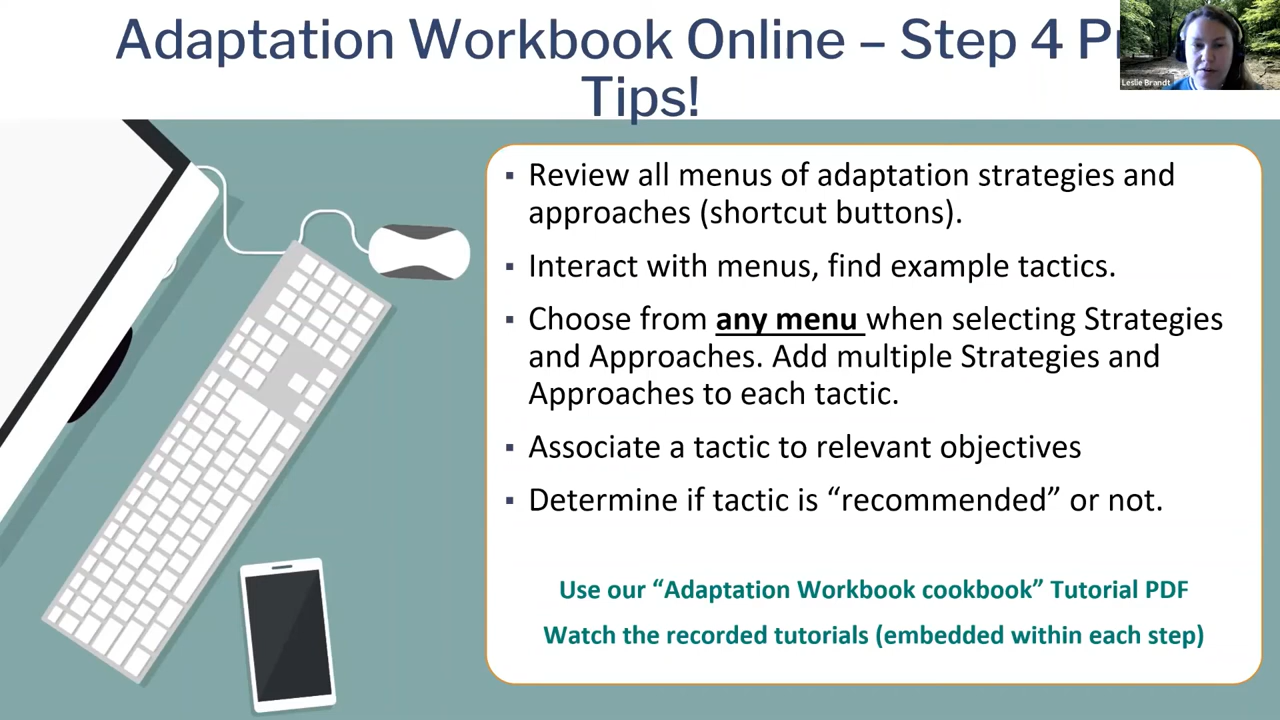 Adaptation Workbook Online – Step 4 P
Tips!
Leslie Brandt
▪ Review all menus of adaptation strategies and
approaches (shortcut buttons).
▪ Interact with menus, find example tactics.
▪ Choose from any menu when selecting Strategies
and Approaches. Add multiple Strategies and
Approaches to each tactic.
▪ Associate a tactic to relevant objectives
▪ Determine if tactic is “recommended” or not.
Use our “Adaptation Workbook cookbook” Tutorial PDF
Watch the recorded tutorials (embedded within each step)